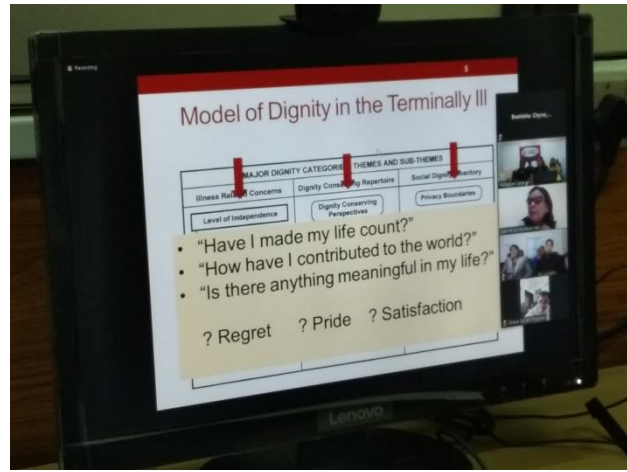 Recording
5
Model of Dignity in the Terminally Ill
MAJOR DIGNITY CATEGORIES, THEMES AND SUB-THEMES
Illness Related Concerns
Dignity Conserving Repertoire
Social Dignity Inventory
Level of Independence
Dignity Conserving
Perspectives
Privacy Boundaries
• "Have I made my life count?"
• "How have I contributed to the world?"
• "Is there anything meaningful in my life?"
? Regret ? Pride ? Satisfaction
Lenovo